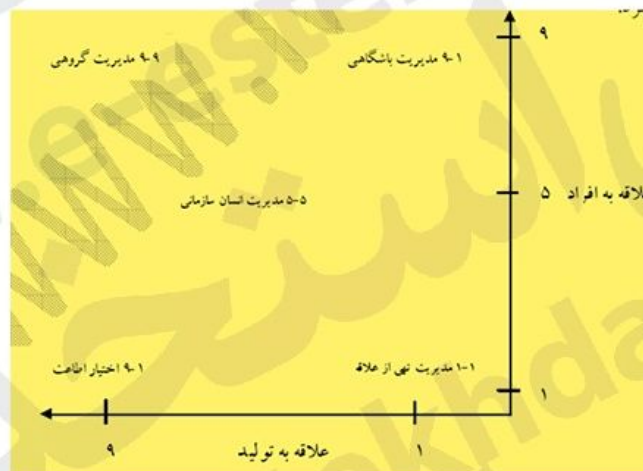 ۹
۹-۱ مدیریت باشگاهی
۹-۹ مدیریت گروهی
۵
۵-۵ مدیریت انسان سازمانی
به افراد
۱
۱-۱ مدیریت تهی از علاقه
۹-۱ اختیار اطاعت
۱
علاقه به تولید
۹